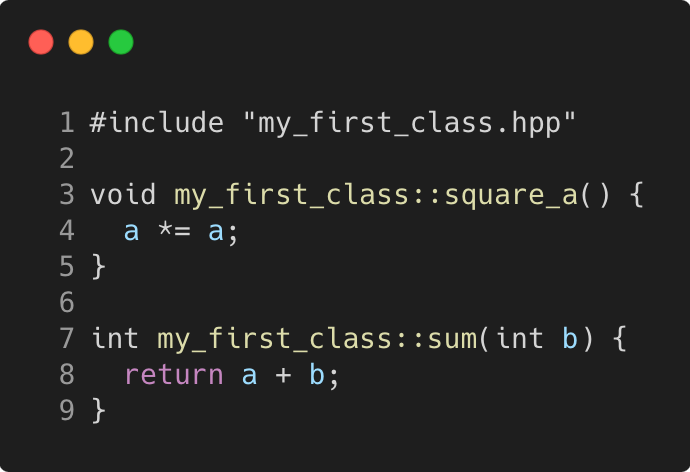 1 #include "my_first_class.hpp"
2
3 void my_first_class::square_a() {
4   a *= a;
5 }
6
7 int my_first_class::sum(int b) {
8   return a + b;
9 }